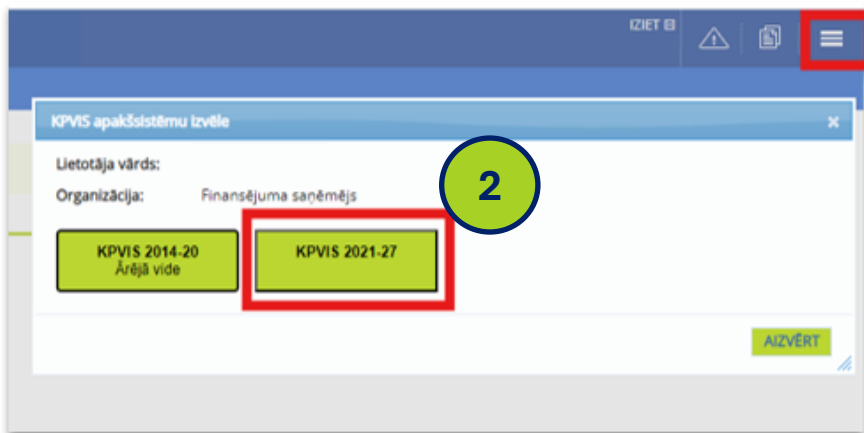 IZIET
KPVIS apakšsistēmu izvēle
Lietotāja vārds:
Organizācija: Finansējuma saņēmējs
2
KPVIS 2014-20
Ārējā vide
KPVIS 2021-27
AIZVĒRT